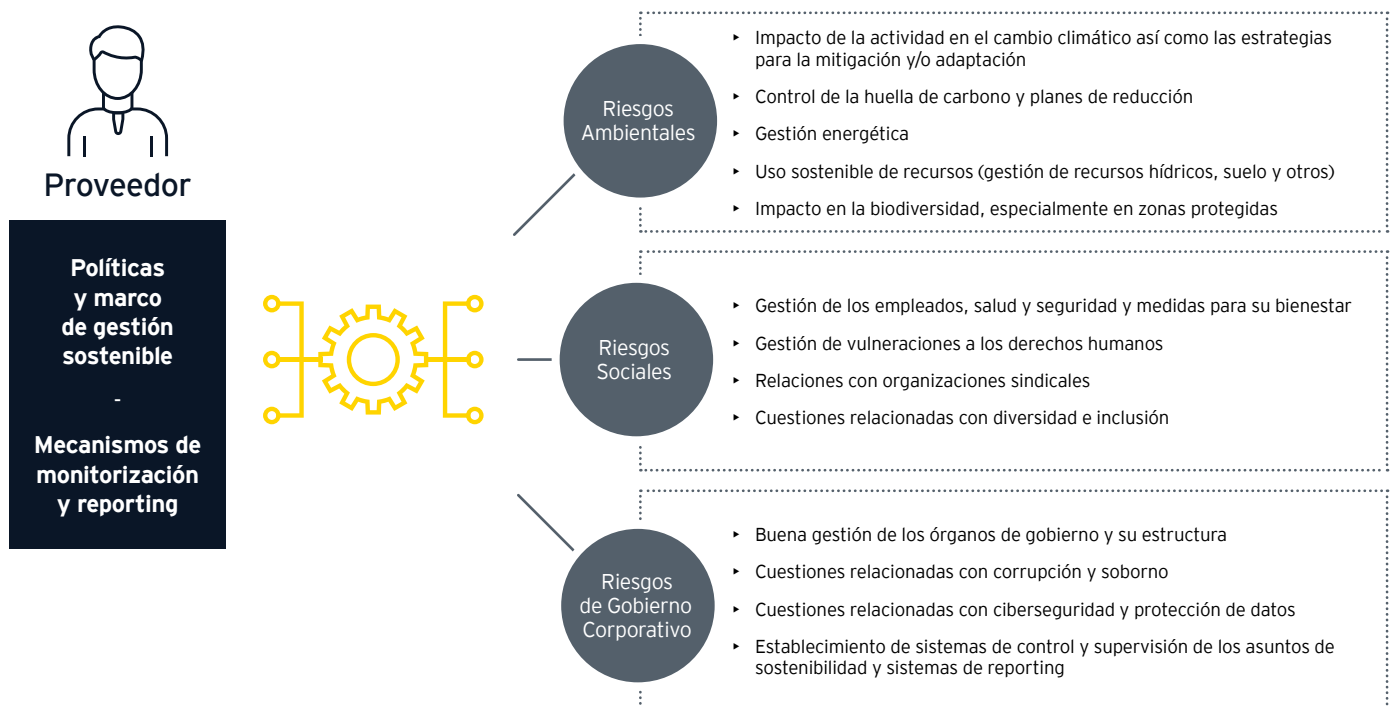 Proveedor
Políticas
y marco
de gestión
sostenible
-
Mecanismos de
monitorización
y reporting
Riesgos
Ambientales
‣ Impacto de la actividad en el cambio climático así como las estrategias
para la mitigación y/o adaptación
‣ Control de la huella de carbono y planes de reducción
‣ Gestión energética
‣ Uso sostenible de recursos (gestión de recursos hídricos, suelo y otros)
‣ Impacto en la biodiversidad, especialmente en zonas protegidas
Riesgos
Sociales
‣ Gestión de los empleados, salud y seguridad y medidas para su bienestar
‣ Gestión de vulneraciones a los derechos humanos
‣ Relaciones con organizaciones sindicales
‣ Cuestiones relacionadas con diversidad e inclusión
Riesgos
de Gobierno
Corporativo
‣ Buena gestión de los órganos de gobierno y su estructura
‣ Cuestiones relacionadas con corrupción y soborno
‣ Cuestiones relacionadas con ciberseguridad y protección de datos
‣ Establecimiento de sistemas de control y supervisión de los asuntos de
sostenibilidad y sistemas de reporting